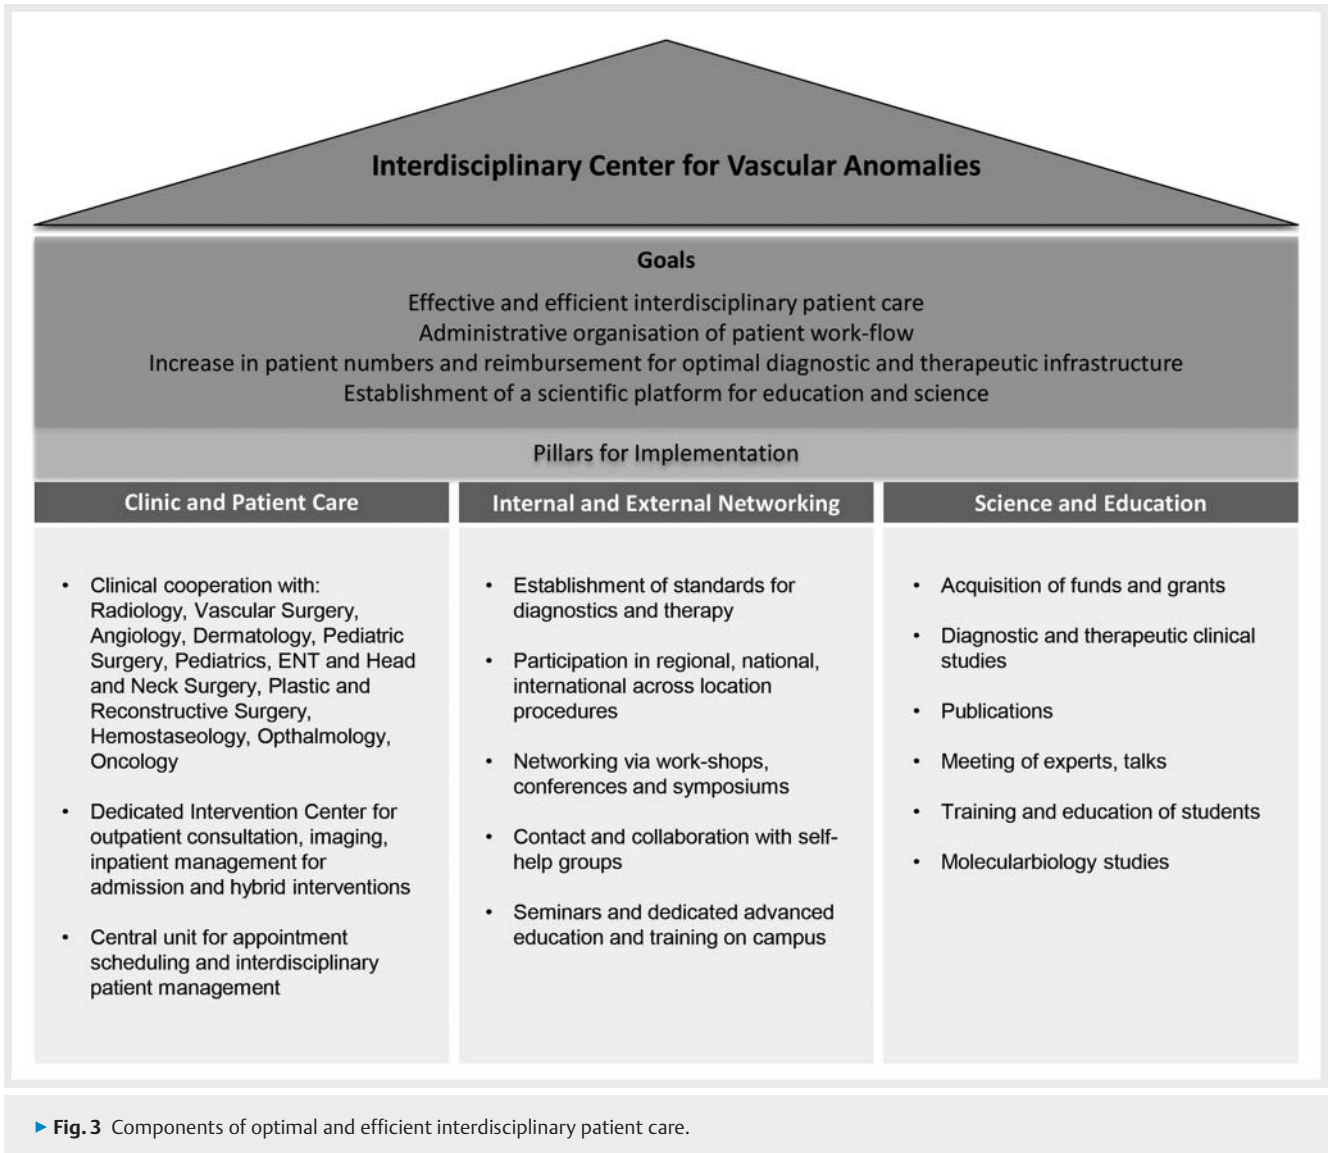 Interdisciplinary Center for Vascular Anomalies
Goals
Effective and efficient interdisciplinary patient care
Administrative organisation of patient work-flow
Increase in patient numbers and reimbursement for optimal diagnostic and therapeutic infrastructure
Establishment of a scientific platform for education and science
Pillars for Implementation
Clinic and Patient Care
• Clinical cooperation with:
Radiology, Vascular Surgery,
Angiology, Dermatology, Pediatric
Surgery, Pediatrics, ENT and Head
and Neck Surgery, Plastic and
Reconstructive Surgery,
Hemostaseology, Opthalmology,
Oncology
• Dedicated Intervention Center for
outpatient consultation, imaging,
inpatient management for
admission and hybrid interventions
• Central unit for appointment
scheduling and interdisciplinary
patient management
Internal and External Networking
• Establishment of standards for
diagnostics and therapy
• Participation in regional, national,
international across location
procedures
• Networking via work-shops,
conferences and symposiums
• Contact and collaboration with self-
help groups
• Seminars and dedicated advanced
education and training on campus
Science and Education
• Acquisition of funds and grants
• Diagnostic and therapeutic clinical
studies
• Publications
• Meeting of experts, talks
• Training and education of students
• Molecularbiology studies
▶ Fig. 3 Components of optimal and efficient interdisciplinary patient care.